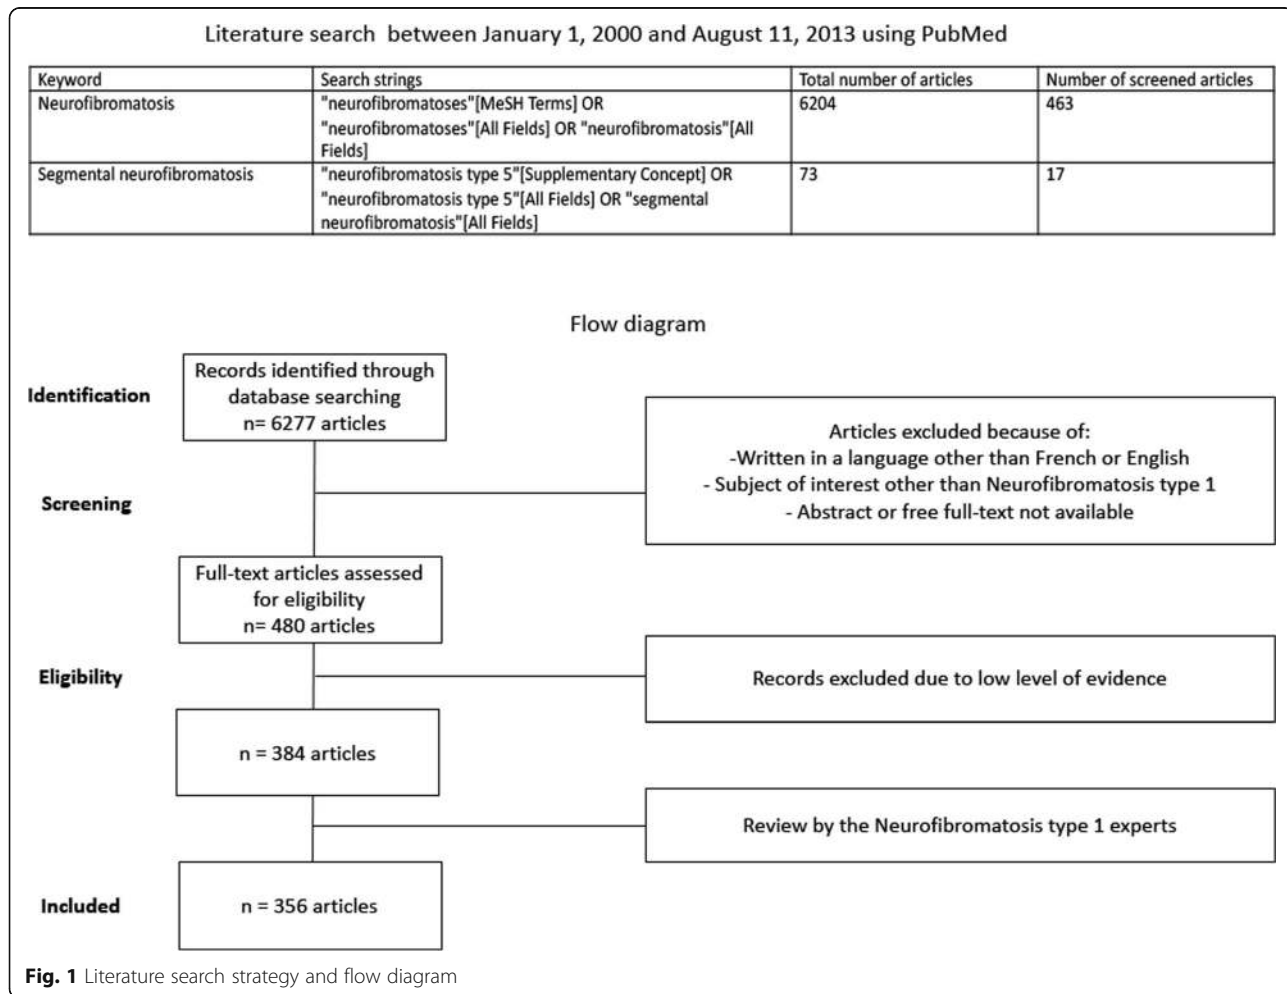 Literature search between January 1, 2000 and August 11, 2013 using PubMed
Keyword Search strings Total number of articles Number of screened articles
Neurofibromatosis "neurofibromatoses"[MeSH Terms] OR 6204 463
"neurofibromatoses"[All Fields] OR "neurofibromatosis"[All
Fields]
Segmental neurofibromatosis "neurofibromatosis type 5"[Supplementary Concept] OR 73 17
"neurofibromatosis type 5"[All Fields] OR "segmental
neurofibromatosis"[All Fields]
Flow diagram
Identification
Records identified through
database searching
n= 6277 articles
Articles excluded because of:
-Written in a language other than French or English
- Subject of interest other than Neurofibromatosis type 1
- Abstract or free full-text not available
Screening
Full-text articles assessed
for eligibility
n= 480 articles
Eligibility
Records excluded due to low level of evidence
n = 384 articles
Review by the Neurofibromatosis type 1 experts
Included
n = 356 articles
Fig. 1 Literature search strategy and flow diagram